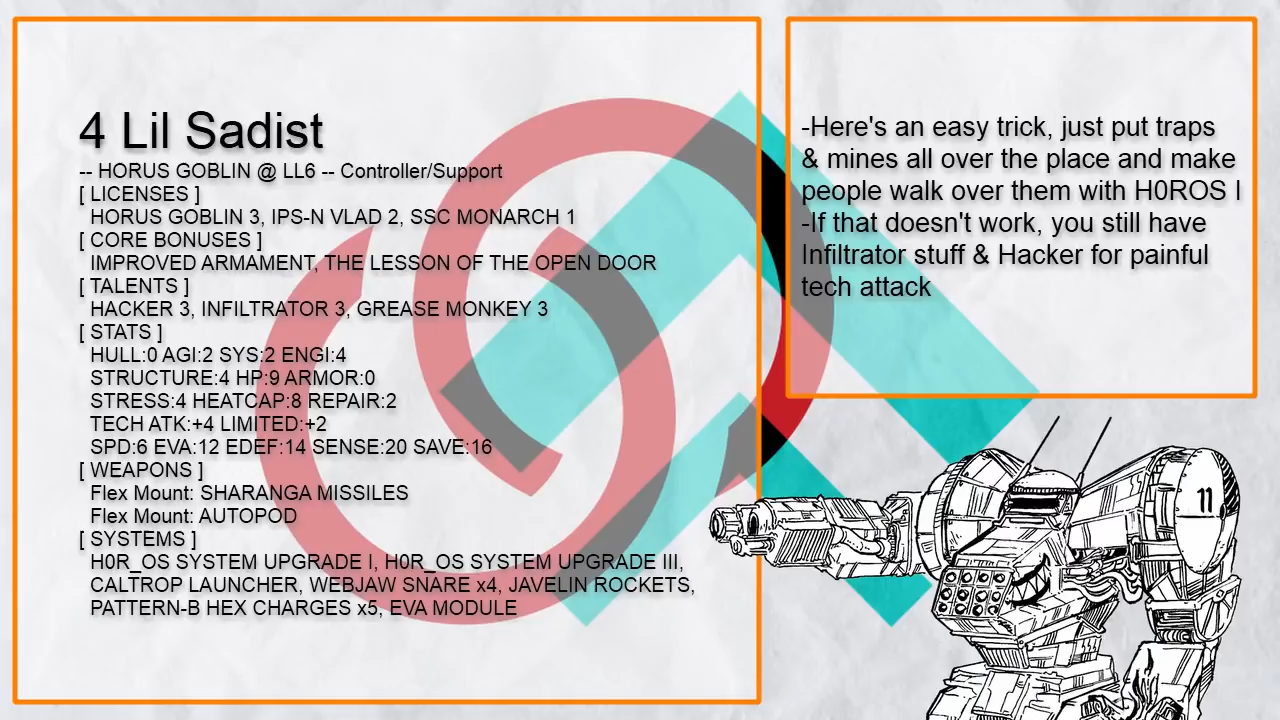 4 Lil Sadist
-- HORUS GOBLIN @ LL6 -- Controller/Support
[ LICENSES ]
HORUS GOBLIN 3, IPS-N VLAD 2, SSC MONARCH 1
[ CORE BONUSES ]
IMPROVED ARMAMENT, THE LESSON OF THE OPEN DOOR
[ TALENTS ]
HACKER 3, INFILTRATOR 3, GREASE MONKEY 3
[ STATS ]
HULL:0 AGI:2 SYS:2 ENGI:4
STRUCTURE:4 HP:9 ARMOR:0
STRESS:4 HEATCAP:8 REPAIR:2
TECH ATK:+4 LIMITED:+2
SPD:6 EVA:12 EDEF:14 SENSE:20 SAVE:16
[ WEAPONS ]
Flex Mount: SHARANGA MISSILES
Flex Mount: AUTOPOD
[ SYSTEMS ]
H0R_OS SYSTEM UPGRADE I, H0R_OS SYSTEM UPGRADE III,
CALTROP LAUNCHER, WEBJAW SNARE x4, JAVELIN ROCKETS,
PATTERN-B HEX CHARGES x5, EVA MODULE
-Here's an easy trick, just put traps
& mines all over the place and make
people walk over them with H0ROS I
-If that doesn't work, you still have
Infiltrator stuff & Hacker for painful
tech attack
11